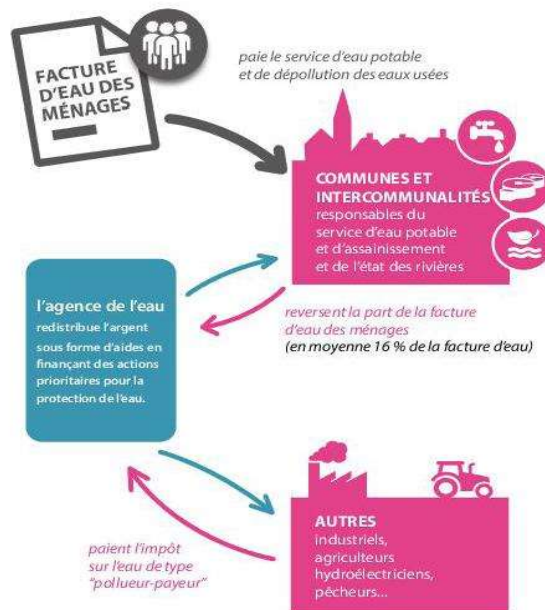 FACTURE
D'EAU DES
MÉNAGES
paie le service d'eau potable
et de dépollution des eaux usées
COMMUNES ET
INTERCOMMUNALITÉS
responsables du
service d'eau potable
et d'assainissement
et de l'état des rivières
l'agence de l'eau
redistribue l'argent
sous forme d'aides en
finançant des actions
prioritaires pour la
protection de l'eau.
reversent la part de la facture
d'eau des ménages
(en moyenne 16 % de la facture d'eau)
AUTRES
industriels,
agriculteurs
hydroélectriciens,
pêcheurs...
paient l'impôt
sur l'eau de type
"pollueur-payeur"